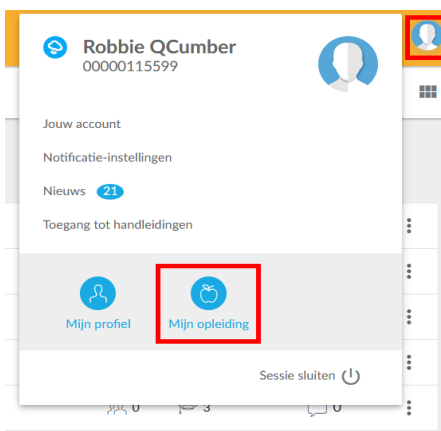 Robbie QCumber
00000115599
Jouw account
Notificatie-instellingen
Nieuws 21
Toegang tot handleidingen
Mijn profiel Mijn opleiding
Sessie sluiten
0 3 0